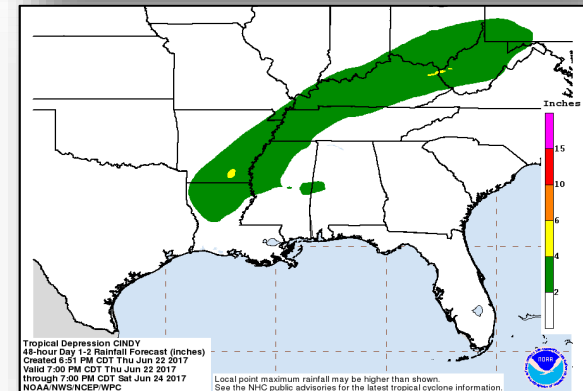 Inches
15
10
6
4
2
Tropical Depression CINDY
48-hour Day 1-2 Rainfall Forecast (inches)
Created 6:51 PM CDT Thu Jun 22 2017
Valid 7:00 PM CDT Thu Jun 22 2017
through 7:00 PM CDT Sat Jun 24 2017
NOAA/NWS/NCEP/WPC
Local point maximum rainfall may be higher than shown.
See the NHC public advisories for the latest tropical cyclone information.
NOAA